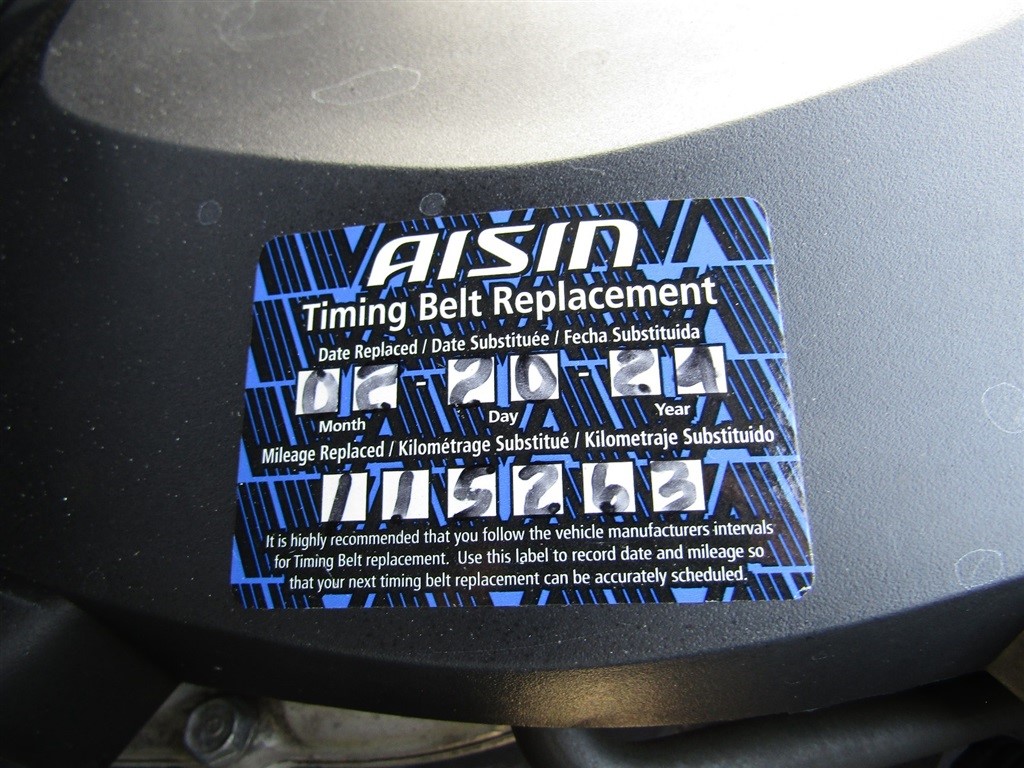 AISIN
Timing Belt Replacement
Date Replaced / Date Substituée / Fecha Substituida
02 - 20 - 24
Month Day Year
Mileage Replaced / Kilométrage Substitué / Kilometraje Substituido
115263
It is highly recommended that you follow the vehicle manufacturers intervals
for Timing Belt replacement. Use this label to record date and mileage so
that your next timing belt replacement can be accurately scheduled.